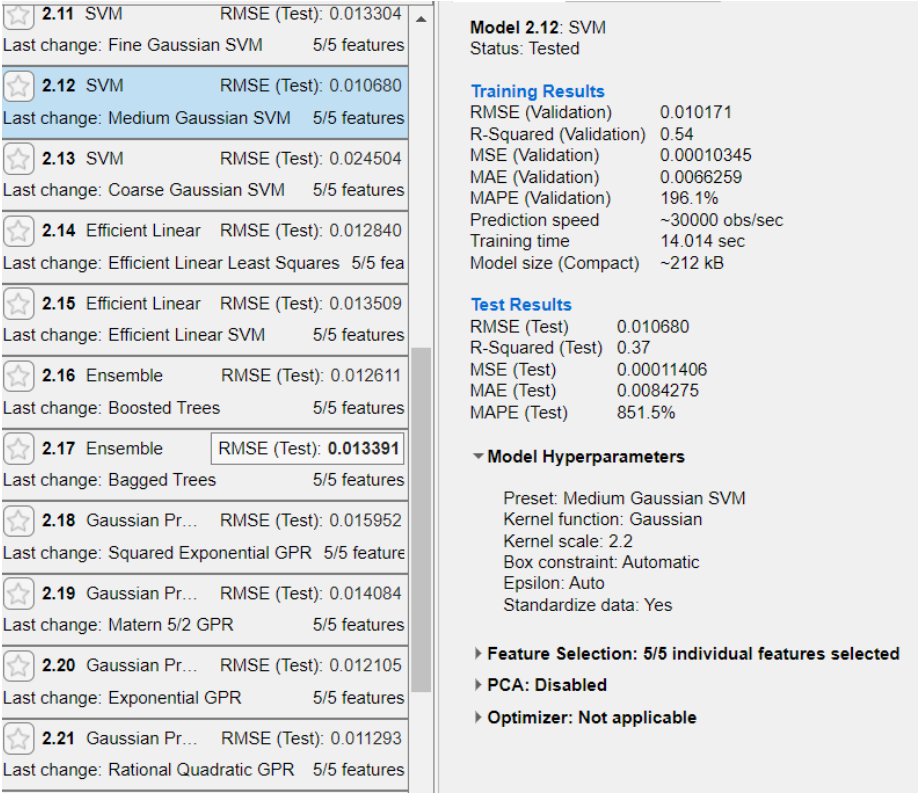 2.11 SVM RMSE (Test): 0.013304
Last change: Fine Gaussian SVM 5/5 features
2.12 SVM RMSE (Test): 0.010680
Last change: Medium Gaussian SVM 5/5 features
2.13 SVM RMSE (Test): 0.024504
Last change: Coarse Gaussian SVM 5/5 features
2.14 Efficient Linear RMSE (Test): 0.012840
Last change: Efficient Linear Least Squares 5/5 fea
2.15 Efficient Linear RMSE (Test): 0.013509
Last change: Efficient Linear SVM 5/5 features
2.16 Ensemble RMSE (Test): 0.012611
Last change: Boosted Trees 5/5 features
2.17 Ensemble RMSE (Test): 0.013391
Last change: Bagged Trees 5/5 features
2.18 Gaussian Pr... RMSE (Test): 0.015952
Last change: Squared Exponential GPR 5/5 feature
2.19 Gaussian Pr... RMSE (Test): 0.014084
Last change: Matern 5/2 GPR 5/5 features
2.20 Gaussian Pr... RMSE (Test): 0.012105
Last change: Exponential GPR 5/5 features
2.21 Gaussian Pr... RMSE (Test): 0.011293
Last change: Rational Quadratic GPR 5/5 features
Model 2.12: SVM
Status: Tested
Training Results
RMSE (Validation) 0.010171
R-Squared (Validation) 0.54
MSE (Validation) 0.00010345
MAE (Validation) 0.0066259
MAPE (Validation) 196.1%
Prediction speed ~30000 obs/sec
Training time 14.014 sec
Model size (Compact) ~212 kB
Test Results
RMSE (Test) 0.010680
R-Squared (Test) 0.37
MSE (Test) 0.00011406
MAE (Test) 0.0084275
MAPE (Test) 851.5%
Model Hyperparameters
Preset: Medium Gaussian SVM
Kernel function: Gaussian
Kernel scale: 2.2
Box constraint: Automatic
Epsilon: Auto
Standardize data: Yes
Feature Selection: 5/5 individual features selected
PCA: Disabled
Optimizer: Not applicable